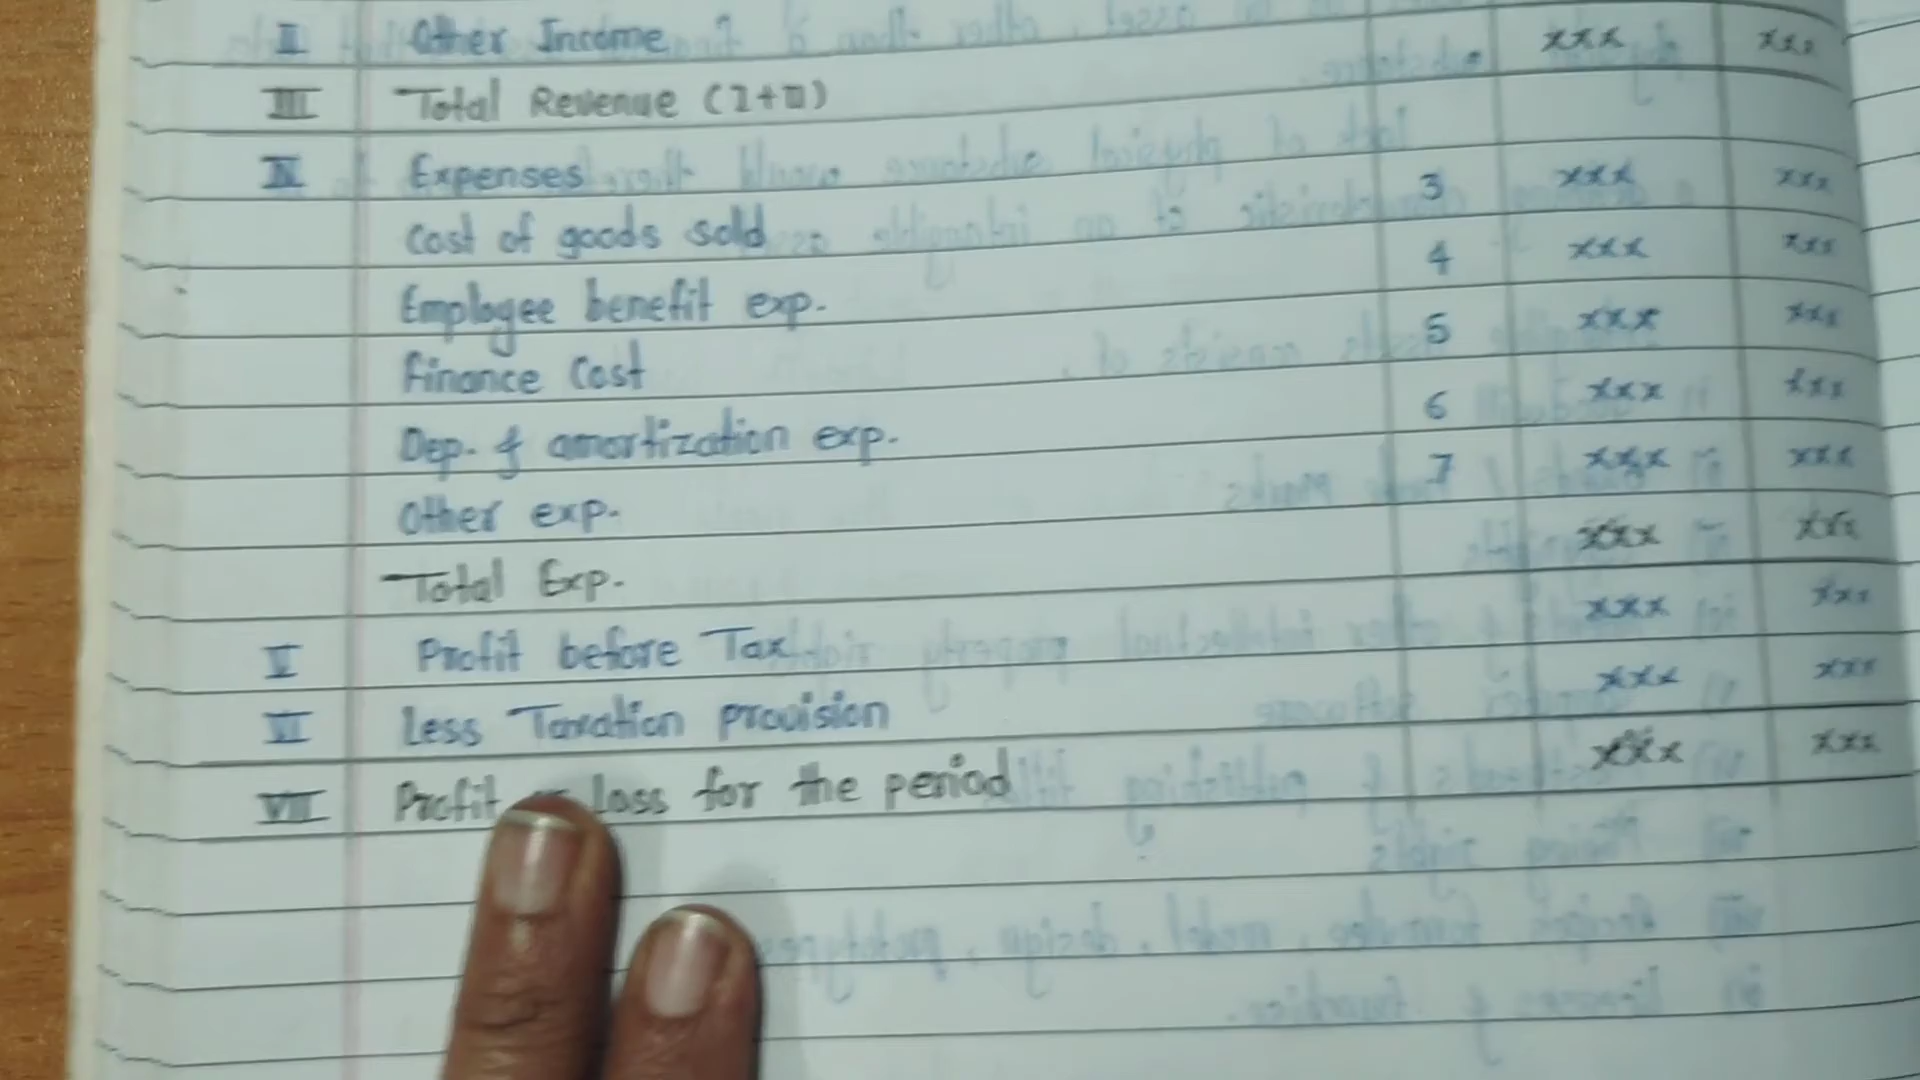 II Other Income xxx xxx
III Total Revenue (I+II)
IV Expenses 3 xxx xxx
Cost of goods sold 4 xxx xxx
Employee benefit exp. 5 xxx xxx
Finance Cost 6 xxx xxx
Dep. & amortization exp. 7 xxx xxx
Other exp. xxx xxx
Total Exp. xxx xxx
V Profit before Tax xxx xxx
VI Less Taxation provision xxx xxx
VII Profit loss for the period